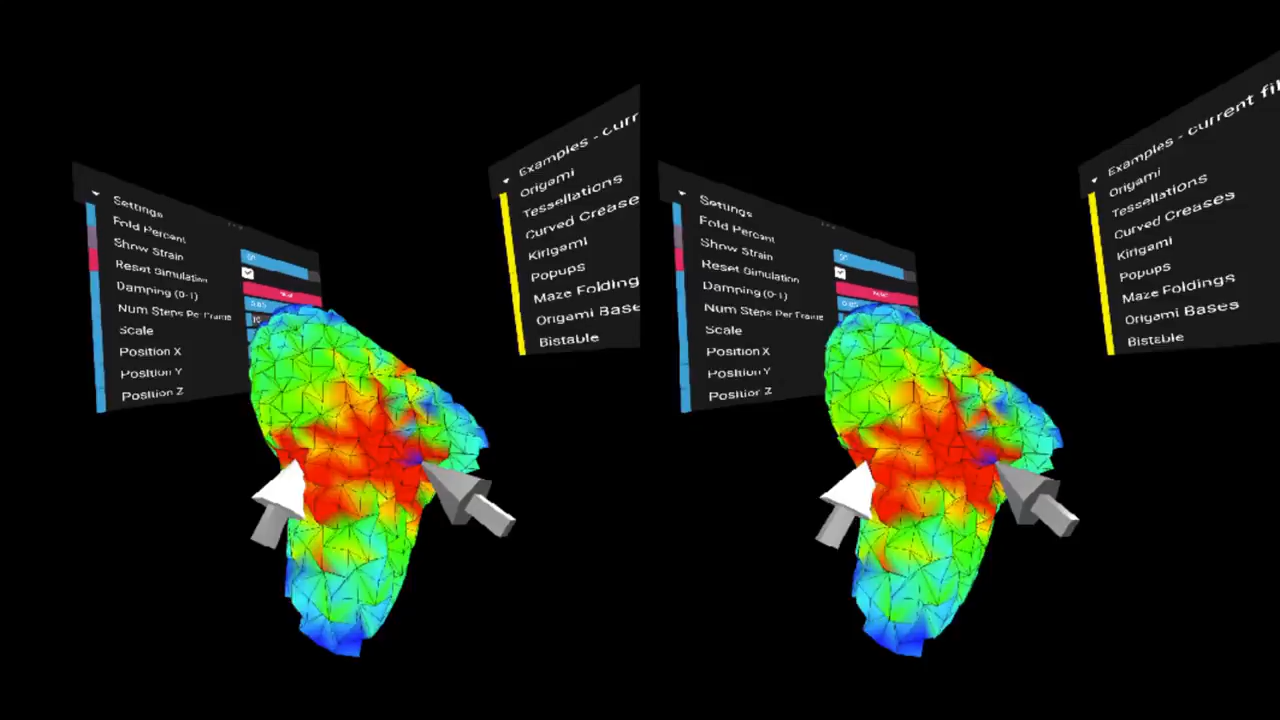 Settings
Fold Percent
Show Strain
Reset Simulation
Damping (0-1)
Num Steps Per Frame
Scale
Position X
Position Y
Position Z
Examples - curr
Origami
Tessellations
Curved Crease
Kirigami
Popups
Maze Folding
Origami Base
Bistable
Settings
Fold Percent
Show Strain
Reset Simulation
Damping (0-1)
Num Steps Per Frame
Scale
Position X
Position Y
Position Z
Examples - current fil
Origami
Tessellations
Curved Creases
Kirigami
Popups
Maze Foldings
Origami Bases
Bistable